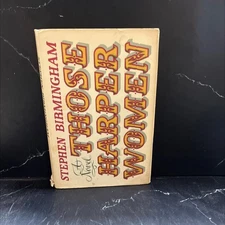 STEPHEN BIRMINGHAM
THOSE
HARPER
WOMEN
A Novel